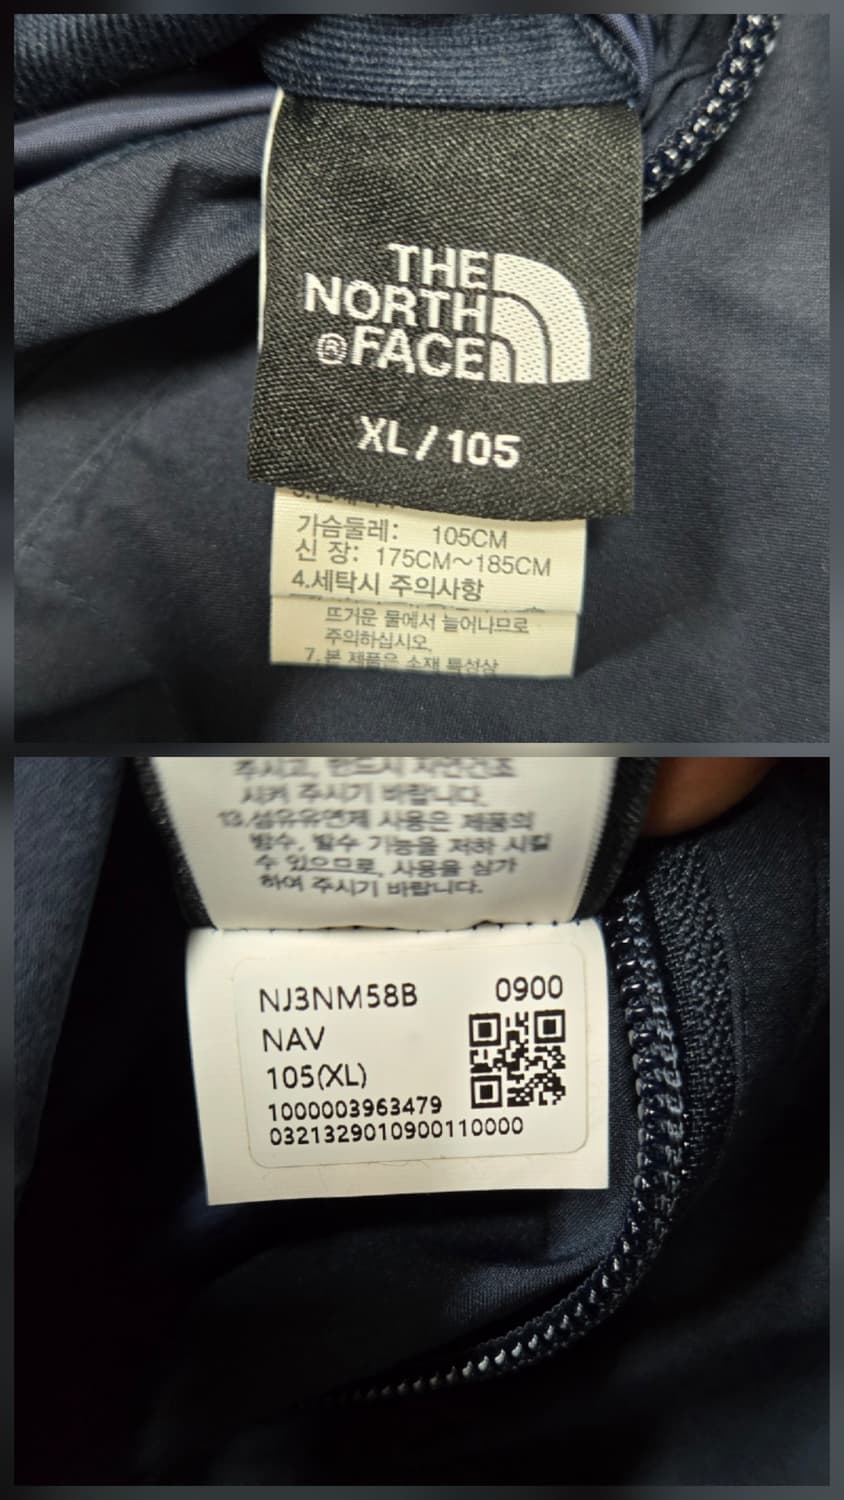 THE
NORTH
®FACE
XL/105
가슴둘레: 105CM
신 장: 175CM~185CM
4.세탁시 주의사항
뜨거운 물에서 늘어나므로
주의하십시오.
7.본 제품은 소재 특성상
주시고, 반드시 자연건조
시켜 주시기 바랍니다.
13.섬유유연제 사용은 제품의
방수, 발수 기능을 저하 시킬
수 있으므로, 사용을 삼가
하여 주시기 바랍니다.
NJ3NM58B 0900
NAV
105(XL)
1000003963479
0321329010900110000